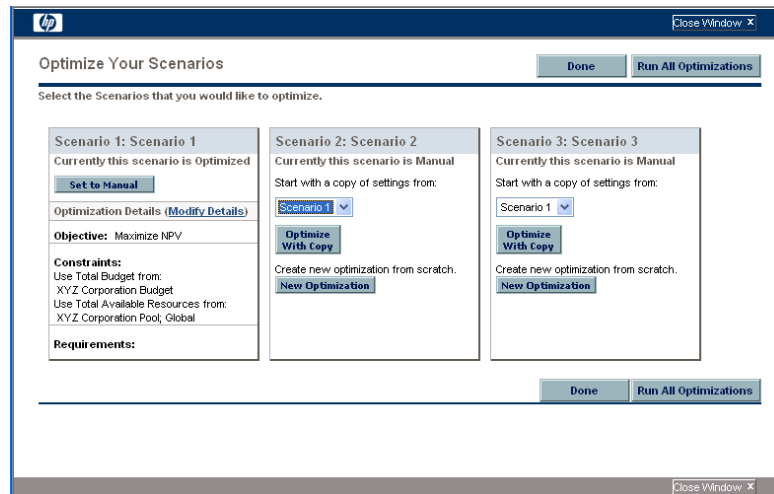 hp
Close Window x
Optimize Your Scenarios
Done
Run All Optimizations
Select the Scenarios that you would like to optimize.
Scenario 1: Scenario 1
Currently this scenario is Optimized
Set to Manual
Optimization Details (Modify Details)
Objective: Maximize NPV
Constraints:
Use Total Budget from:
XYZ Corporation Budget
Use Total Available Resources from:
XYZ Corporation Pool; Global
Requirements:
Scenario 2: Scenario 2
Currently this scenario is Manual
Start with a copy of settings from:
Scenario 1
Optimize
With Copy
Create new optimization from scratch.
New Optimization
Scenario 3: Scenario 3
Currently this scenario is Manual
Start with a copy of settings from:
Scenario 1
Optimize
With Copy
Create new optimization from scratch.
New Optimization
Done
Run All Optimizations
Close Window x